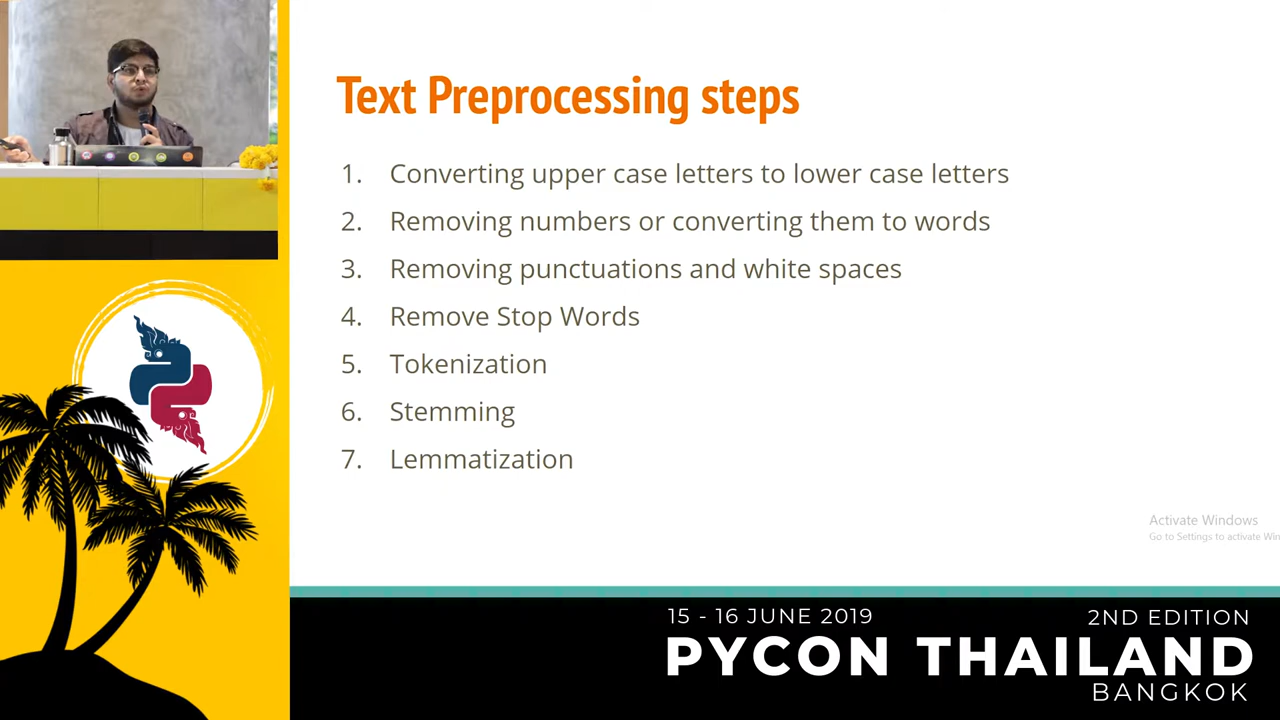 Text Preprocessing steps
1. Converting upper case letters to lower case letters
2. Removing numbers or converting them to words
3. Removing punctuations and white spaces
4. Remove Stop Words
5. Tokenization
6. Stemming
7. Lemmatization
Activate Windows
Go to Settings to activate Win
15 - 16 JUNE 2019
2ND EDITION
PYCON THAILAND
BANGKOK